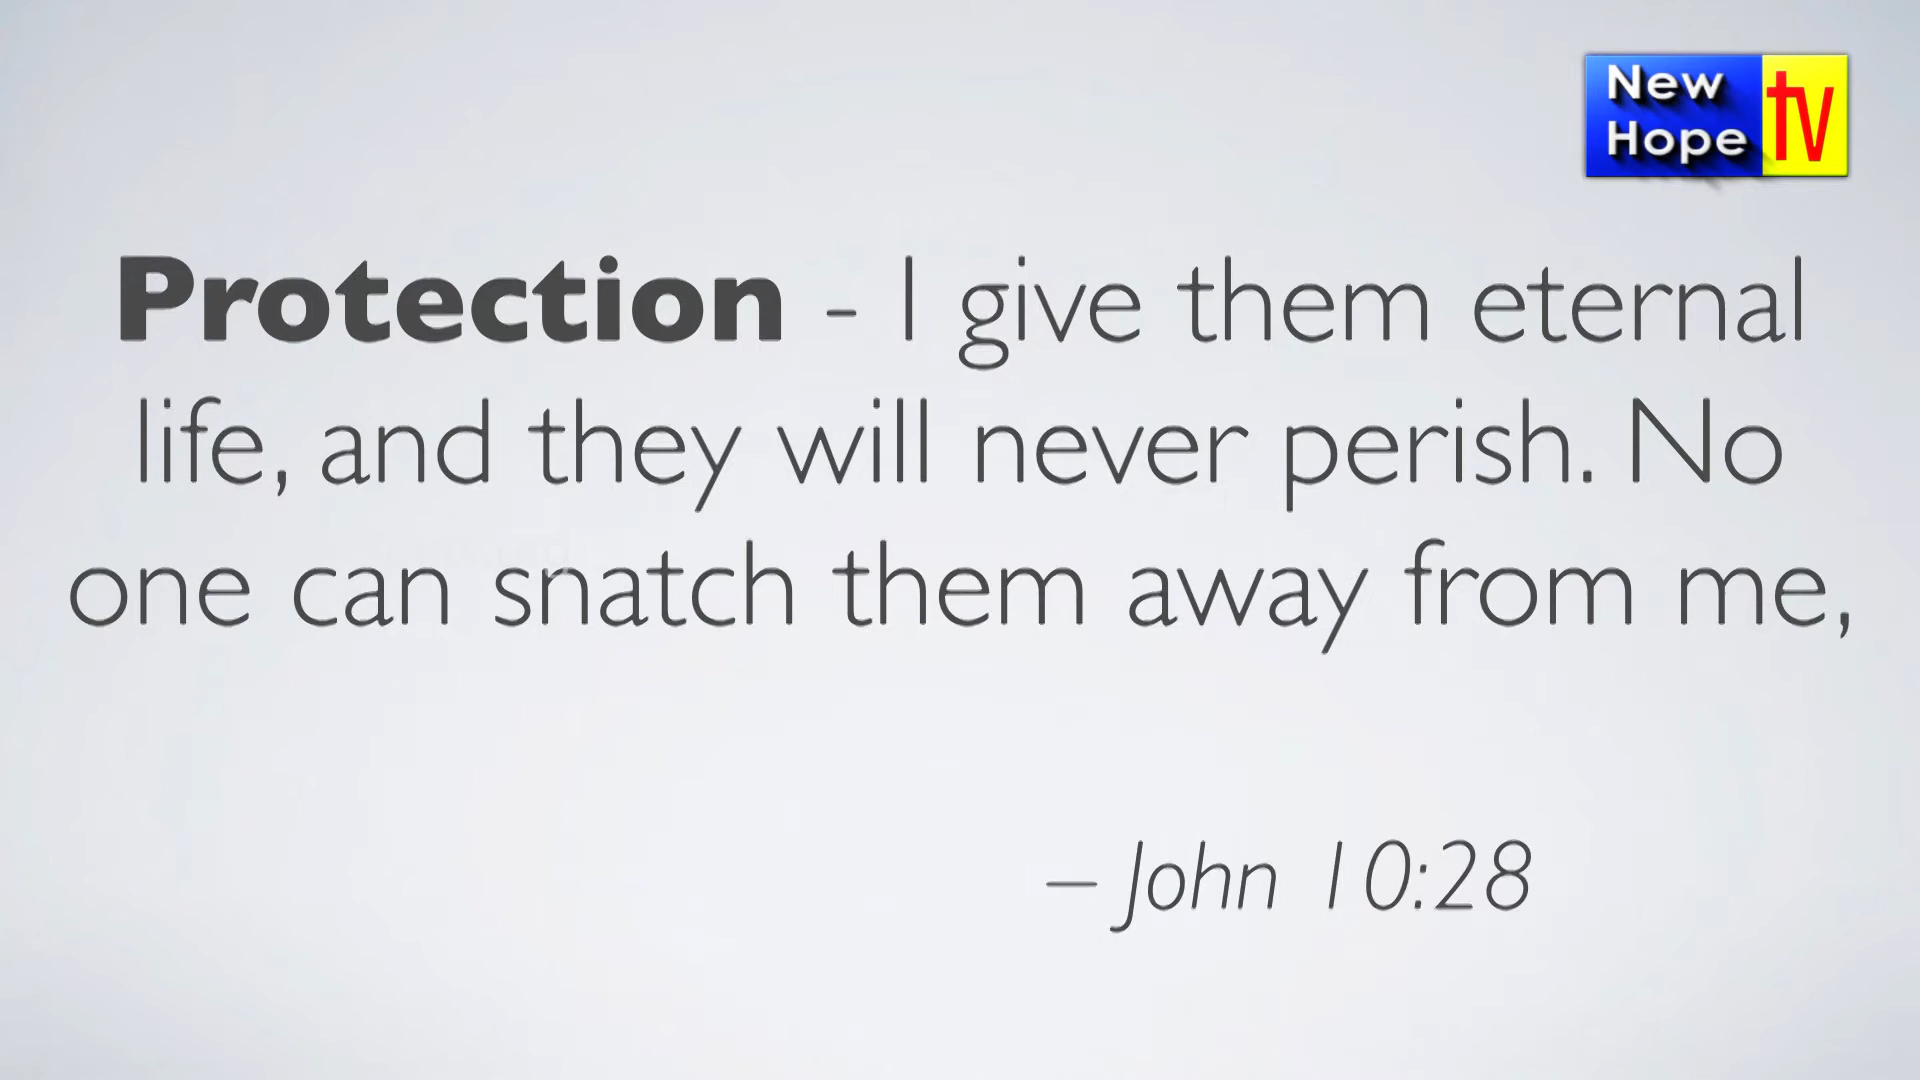 New
Hope
tv
Protection - I give them eternal
life, and they will never perish. No
one can snatch them away from me,
– John 10:28